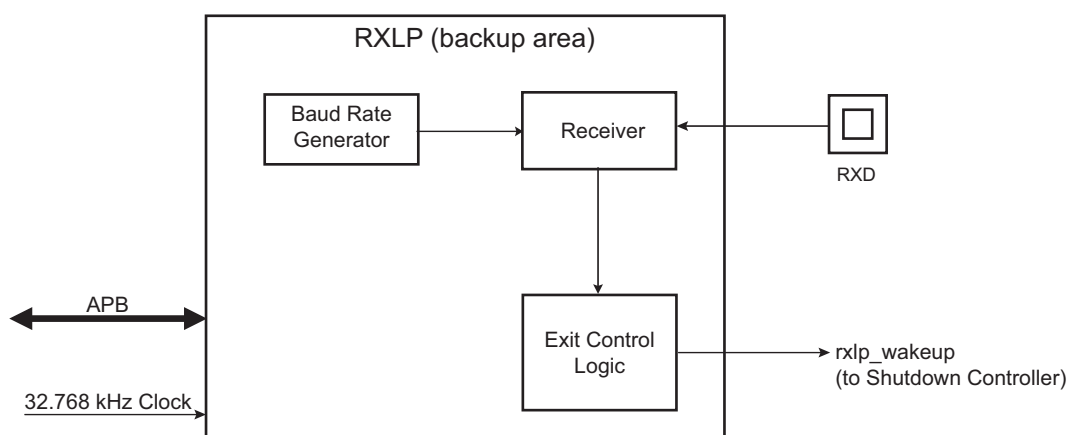 RXLP (backup area)
Baud Rate
Generator
Receiver
RXD
APB
Exit Control
Logic
rxlp_wakeup
(to Shutdown Controller)
32.768 kHz Clock